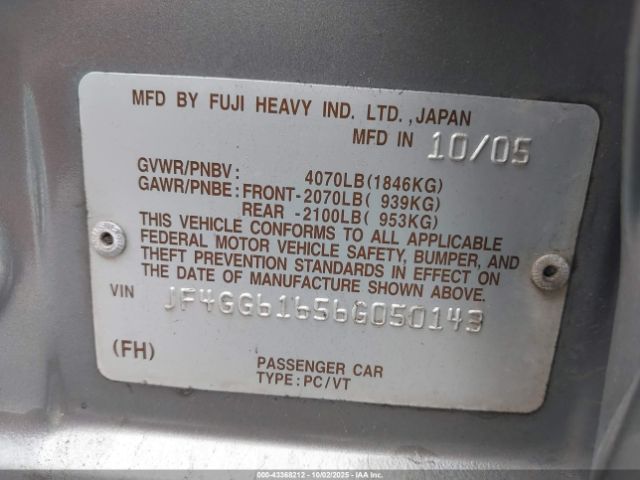 MFD BY FUJI HEAVY IND. LTD.,JAPAN
MFD IN 10/05
GVWR/PNBV: 4070LB(1846KG)
GAWR/PNBE: FRONT-2070LB( 939KG)
REAR -2100LB( 953KG)
THIS VEHICLE CONFORMS TO ALL APPLICABLE
FEDERAL MOTOR VEHICLE SAFETY, BUMPER, AND
THEFT PREVENTION STANDARDS IN EFFECT ON
THE DATE OF MANUFACTURE SHOWN ABOVE.
VIN JF4GG61656G050143
(FH)
PASSENGER CAR
TYPE: PC/VT
000-43368212 - 10/02/2025 - IAA Inc.